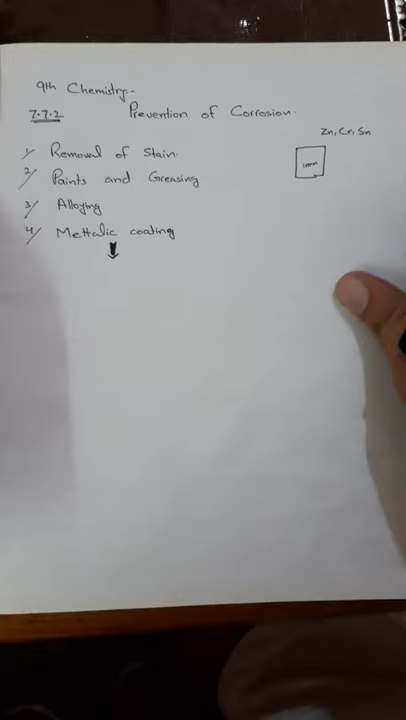 9th Chemistry:-
7.7.2 Prevention of Corrosion.
Zn, Cr, Sn
1/ Removal of Stain.
iron
2/ Paints and Greasing
3/ Alloying
4/ Mettalic coating